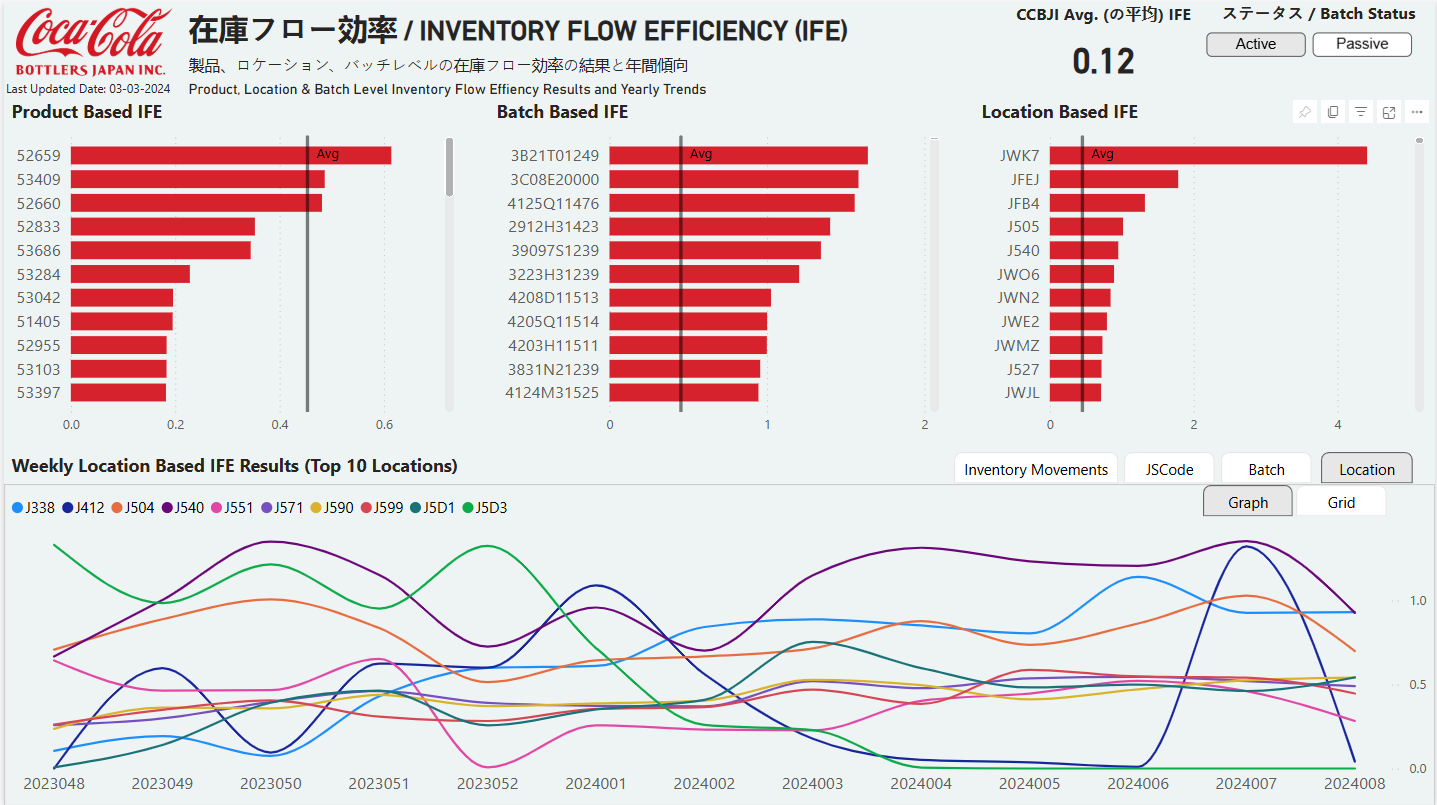 Coca-Cola
BOTTLERS JAPAN INC.
Last Updated Date: 03-03-2024
在庫フロー効率 / INVENTORY FLOW EFFICIENCY (IFE)
製品、ロケーション、バッチレベルの在庫フロー効率の結果と年間傾向
Product, Location & Batch Level Inventory Flow Effiency Results and Yearly Trends
CCBJI Avg. (の平均) IFE
0.12
ステータス / Batch Status
Active
Passive
Product Based IFE
Avg
52659
53409
52660
52833
53686
53284
53042
51405
52955
53103
53397
0.0 0.2 0.4 0.6
Batch Based IFE
Avg
3B21T01249
3C08E20000
4125Q11476
2912H31423
39097S1239
3223H31239
4208D11513
4205Q11514
4203H11511
3831N21239
4124M31525
0 1 2
Location Based IFE
Avg
JWK7
JFEJ
JFB4
J505
J540
JWO6
JWN2
JWE2
JWMZ
J527
JWJL
0 2 4
Weekly Location Based IFE Results (Top 10 Locations)
Inventory Movements
JSCode
Batch
Location
Graph
Grid
J338 J412 J504 J540 J551 J571 J590 J599 J5D1 J5D3
1.0
0.5
0.0
2023048 2023049 2023050 2023051 2023052 2024001 2024002 2024003 2024004 2024005 2024006 2024007 2024008